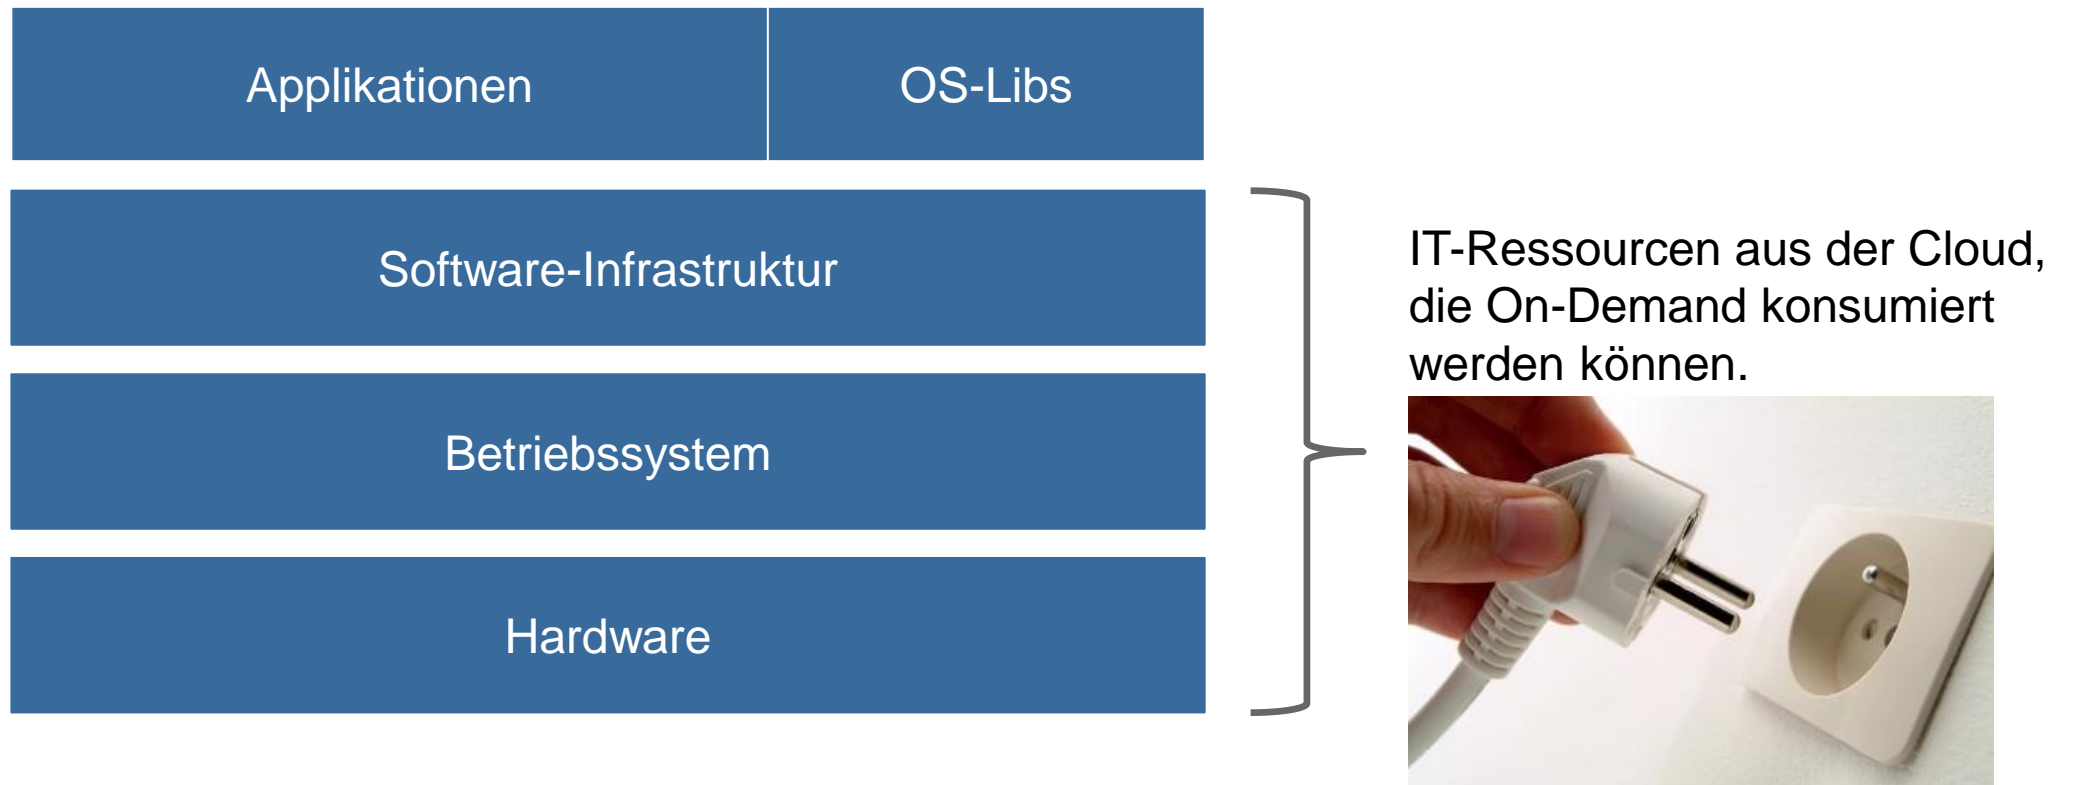 Applikationen
OS-Libs
Software-Infrastruktur
Betriebssystem
Hardware
IT-Ressourcen aus der Cloud,
die On-Demand konsumiert
werden können.